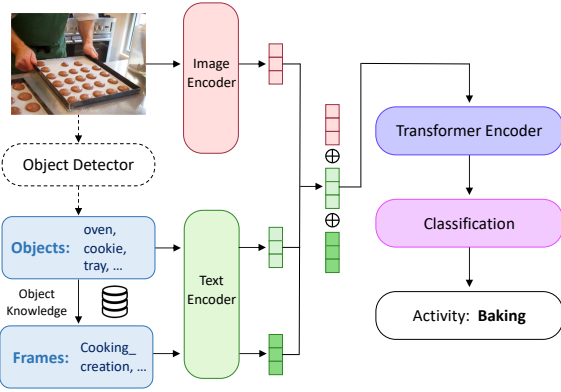 Image
Encoder
Object Detector
Objects: oven,
cookie,
tray, ...
Object
Knowledge
Frames: Cooking_
creation, ...
Text
Encoder
Transformer Encoder
Classification
Activity: Baking